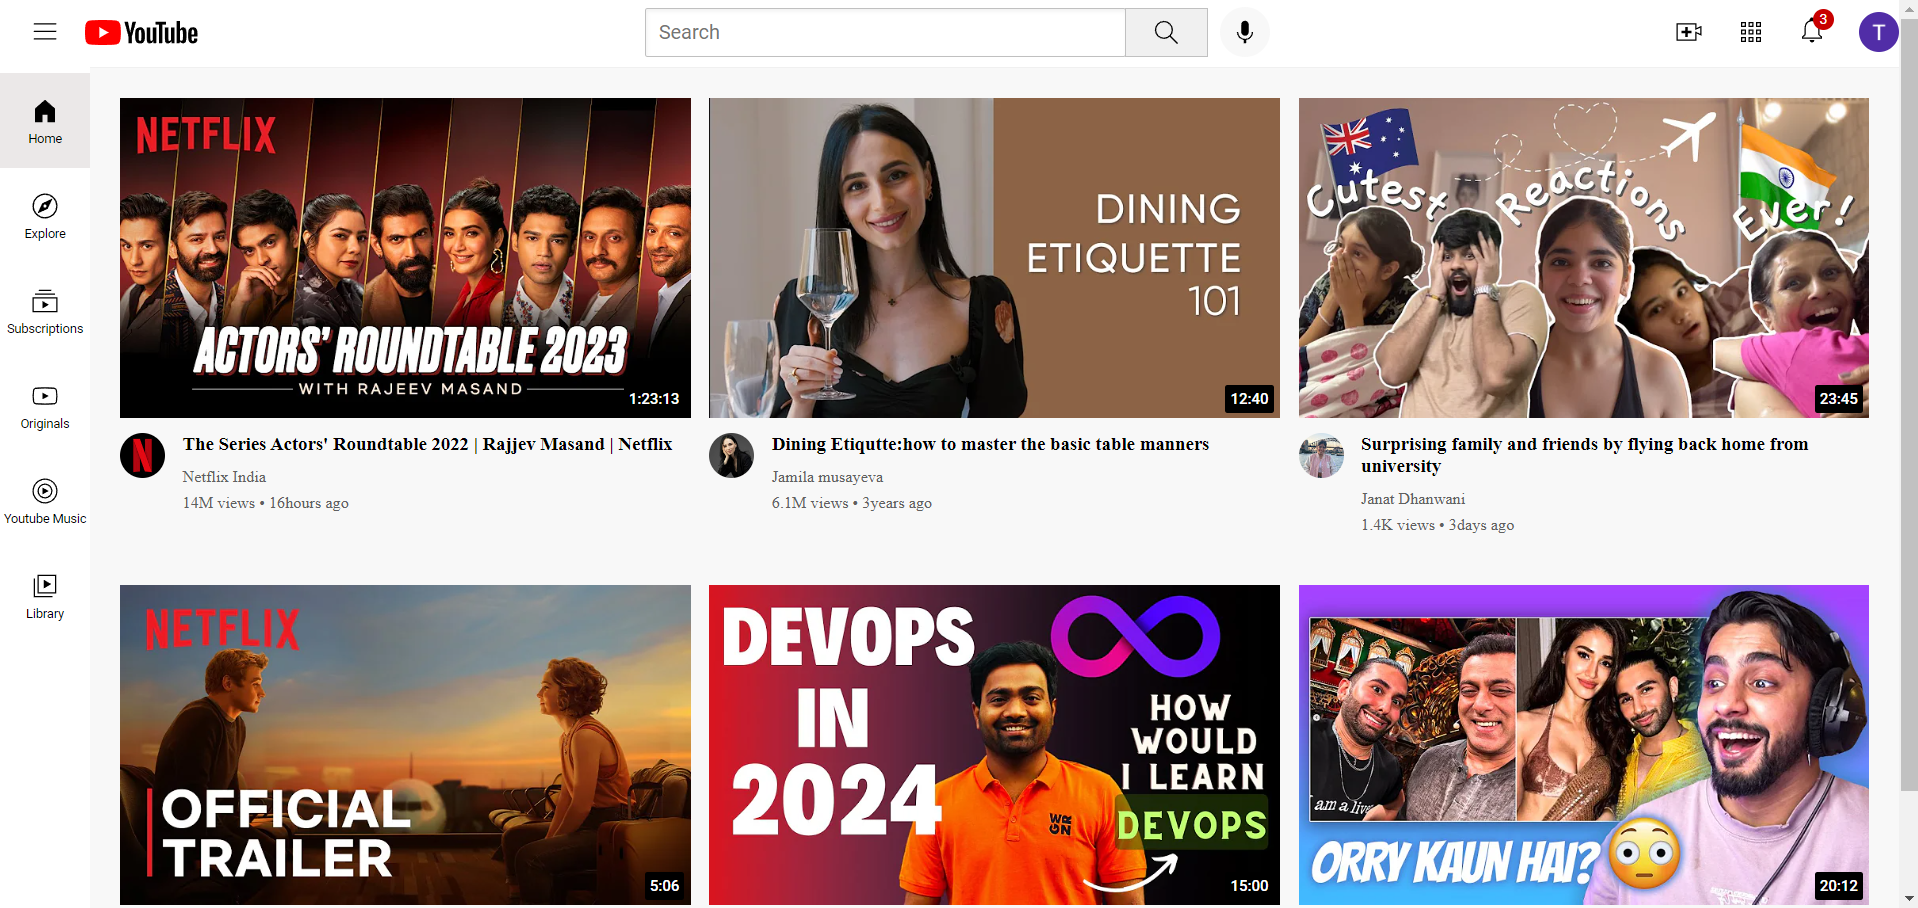 YouTube
Search
3
T
Home
Explore
Subscriptions
Originals
Youtube Music
Library
NETFLIX
ACTORS' ROUNDTABLE 2023
WITH RAJEEV MASAND
1:23:13
The Series Actors' Roundtable 2022 | Rajjev Masand | Netflix
Netflix India
14M views • 16hours ago
DINING
ETIQUETTE
101
12:40
Dining Etiqutte:how to master the basic table manners
Jamila musayeva
6.1M views • 3years ago
Cutest Reactions Ever!
23:45
Surprising family and friends by flying back home from
university
Janat Dhanwani
1.4K views • 3days ago
NETFLIX
OFFICIAL
TRAILER
5:06
DEVOPS
IN
2024
HOW
WOULD
I LEARN
DEVOPS
WR
GN
15:00
am a live
ORRY KAUN HAI?
20:12